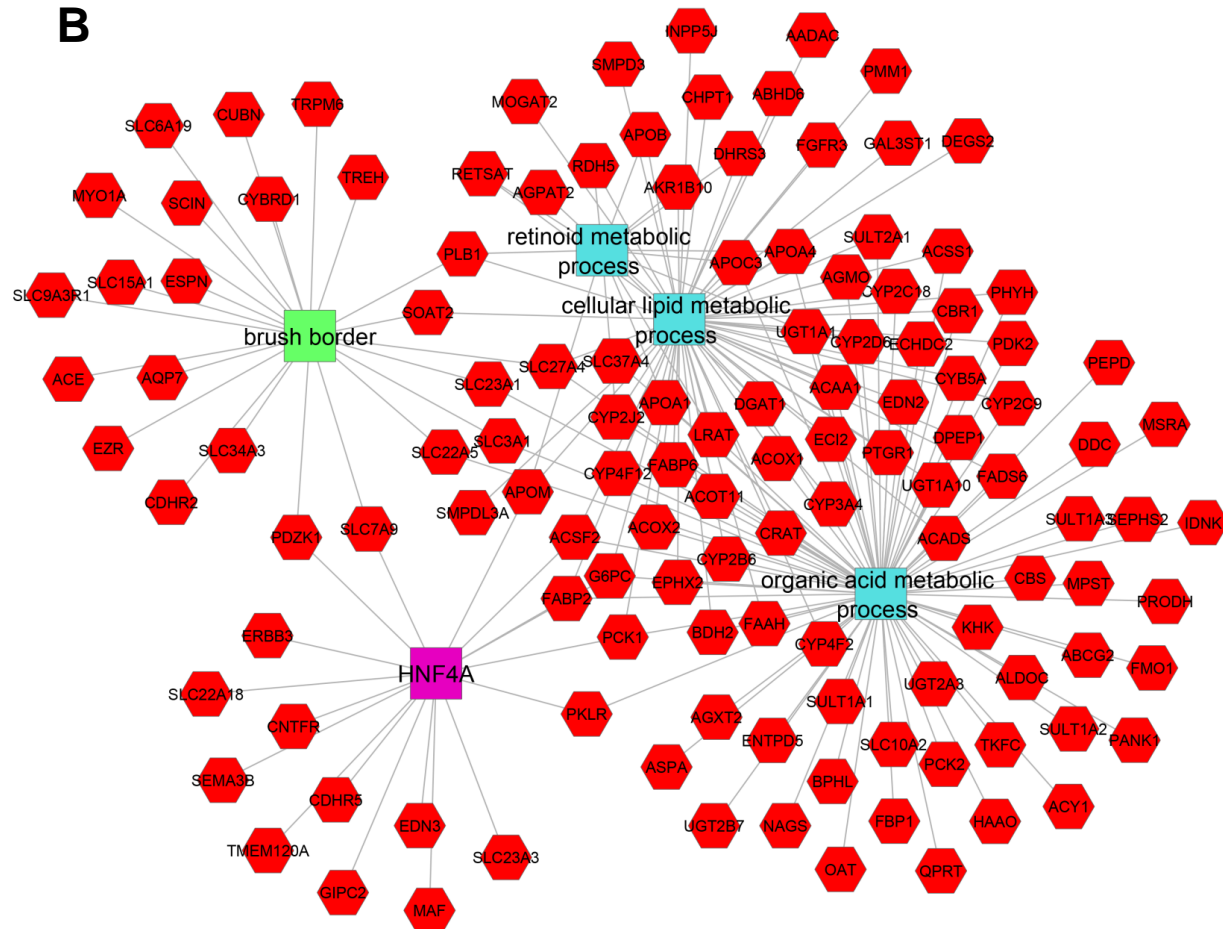 B
INPP5J
AADAC
SMPD3
PMM1
MOGAT2
CHPT1
ABHD6
TRPM6
CUBN
SLC6A19
APOB
FGFR3
GAL3ST1
DEGS2
DHRS3
RDH5
RETSAT
AGPAT2
AKR1B10
TREH
MYO1A
SCIN
CYBRD1
retinoid metabolic
process
PLB1
APOC3
APOA4
SULT2A1
ACSS1
AGMO
CYP2C18
PHYH
SLC9A3R1
SLC15A1
ESPN
SOAT2
cellular lipid metabolic
process
CBR1
UGT1A1
CYP2D6
ECHDC2
PDK2
brush border
PEPD
ACE
AQP7
SLC23A1
SLC27A4
SLC37A4
CYB5A
ACAA1
EDN2
CYP2C9
APOA1
DGAT1
CYP2J2
MSRA
EZR
SLC34A3
SLC22A5
SLC3A1
LRAT
ECI2
PTGR1
DPEP1
DDC
ACOX1
CDHR2
SMPDL3A
APOM
CYP4F12
FABP6
UGT1A10
FADS6
ACOT11
CYP3A4
SULT1A3
SEPHS2
IDNK
PDZK1
SLC7A9
ACSF2
ACOX2
CRAT
ACADS
CYP2B6
G6PC
EPHX2
organic acid metabolic
process
CBS
MPST
PRODH
FABP2
ERBB3
PCK1
BDH2
FAAH
CYP4F2
KHK
ABCG2
FMO1
HNF4A
SLC22A18
PKLR
UGT2A3
ALDOC
SULT1A1
CNTFR
AGXT2
ENTPD5
SLC10A2
TKFC
SULT1A2
PANK1
SEMA3B
ASPA
PCK2
BPHL
CDHR5
EDN3
UGT2B7
NAGS
FBP1
HAAO
ACY1
TMEM120A
SLC23A3
OAT
QPRT
GIPC2
MAF